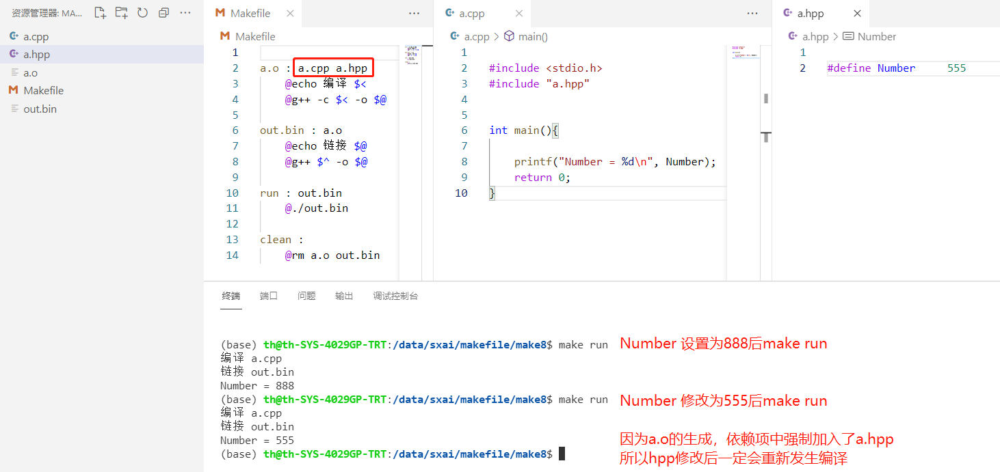 资源管理器: MA...
a.cpp
a.hpp
a.o
Makefile
out.bin
Makefile
Makefile
1
2 a.o : a.cpp a.hpp
3 @echo 编译 $<
4 @g++ -c $< -o $@
5
6 out.bin : a.o
7 @echo 链接 $@
8 @g++ $^ -o $@
9
10 run : out.bin
11 @./out.bin
12
13 clean :
14 @rm a.o out.bin
a.cpp
a.cpp > main()
1
2 #include <stdio.h>
3 #include "a.hpp"
4
5
6 int main(){
7
8 printf("Number = %d\n", Number);
9 return 0;
10 }
a.hpp
a.hpp > Number
1
2 #define Number 555
终端 端口 问题 输出 调试控制台
(base) th@th-SYS-4029GP-TRT:/data/sxai/makefile/make8$ make run Number 设置为888后make run
编译 a.cpp
链接 out.bin
Number = 888
(base) th@th-SYS-4029GP-TRT:/data/sxai/makefile/make8$ make run Number 修改为555后make run
编译 a.cpp
链接 out.bin
Number = 555
(base) th@th-SYS-4029GP-TRT:/data/sxai/makefile/make8$
因为a.o的生成，依赖项中强制加入了a.hpp
所以hpp修改后一定会重新发生编译